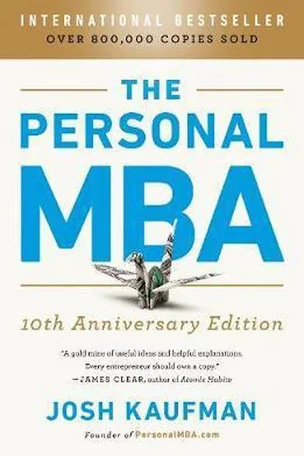 INTERNATIONAL BESTSELLER
OVER 800,000 COPIES SOLD
THE
PERSONAL
MBA
10th Anniversary Edition
"A gold mine of useful ideas and helpful explanations.
Every entrepreneur should own a copy."
—JAMES CLEAR, author of Atomic Habits
JOSH KAUFMAN
Founder of PersonalMBA.com